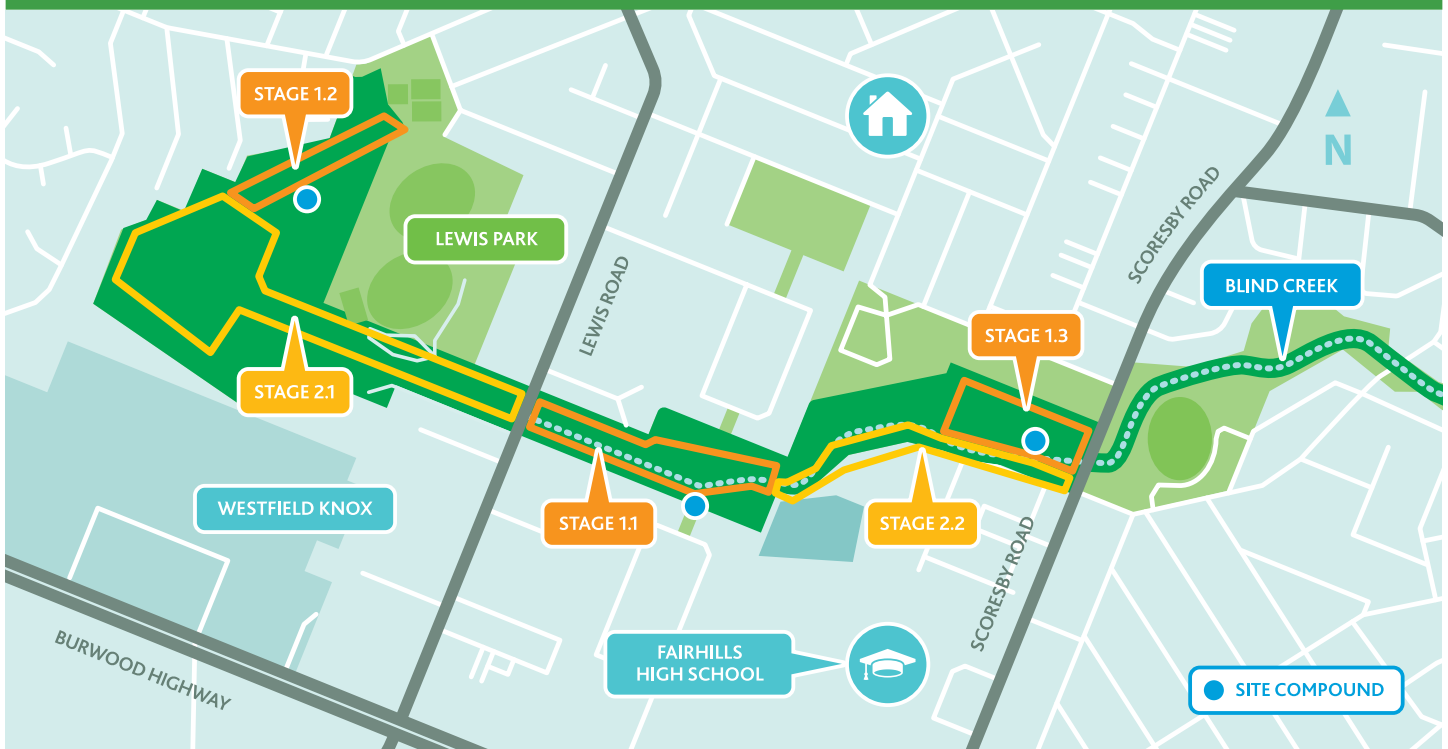 STAGE 1.2
N
SCORESBY ROAD
LEWIS PARK
LEWIS ROAD
BLIND CREEK
STAGE 1.3
STAGE 2.1
WESTFIELD KNOX
STAGE 1.1
STAGE 2.2
SCORESBY ROAD
BURWOOD HIGHWAY
FAIRHILLS
HIGH SCHOOL
SITE COMPOUND